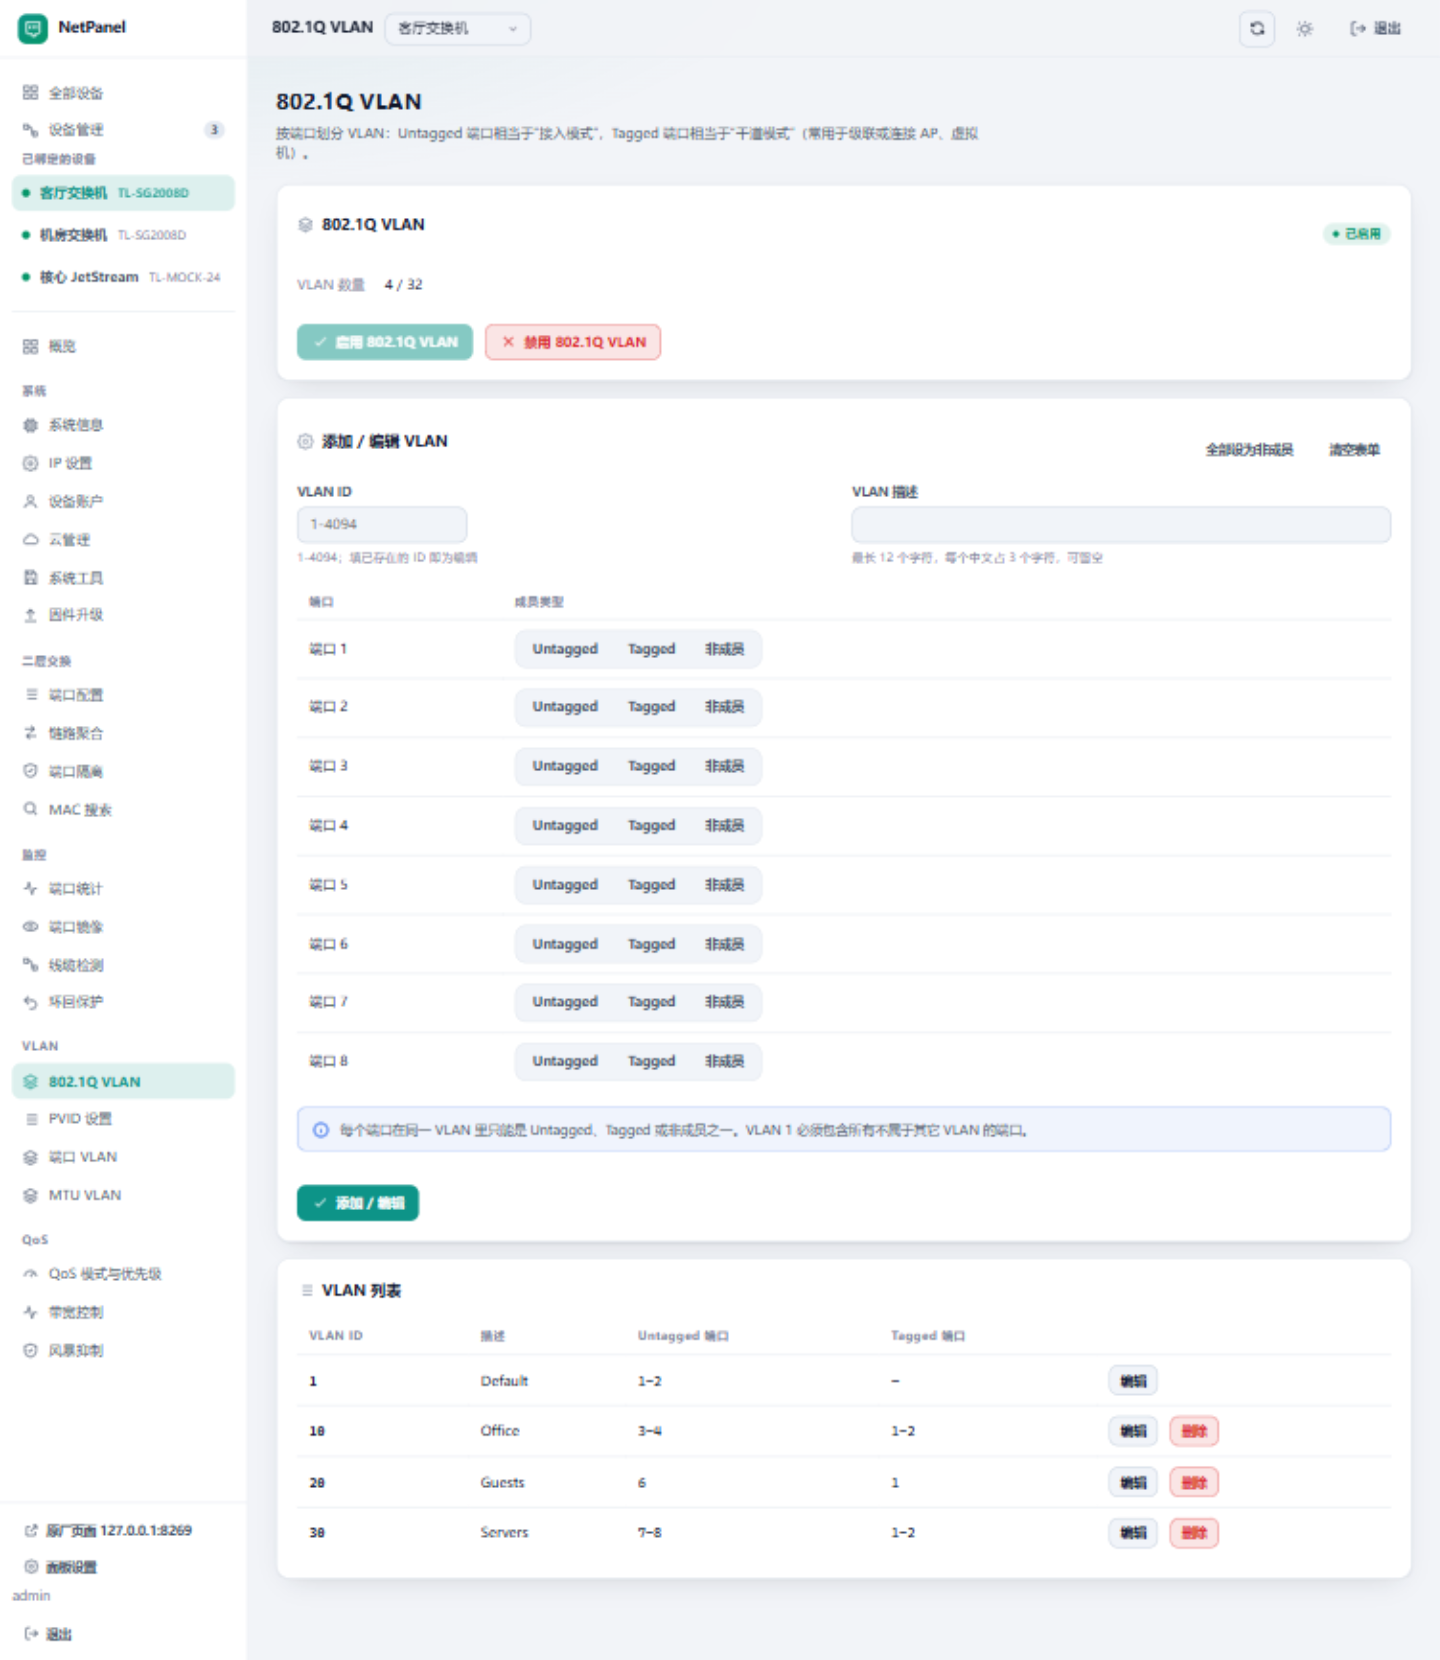 NetPanel
802.1Q VLAN
客厅交换机
退出
全部设备
设备管理
3
已绑定的设备
客厅交换机 TL-SG2008D
机房交换机 TL-SG2008D
核心 JetStream TL-MOCK-24
概览
系统
系统信息
IP 设置
设备账户
云管理
系统工具
固件升级
二层交换
端口配置
链路聚合
端口隔离
MAC 搜索
监控
端口统计
端口镜像
线缆检测
环回保护
VLAN
802.1Q VLAN
PVID 设置
端口 VLAN
MTU VLAN
QoS
QoS 模式与优先级
带宽控制
风暴抑制
原厂页面 127.0.0.1:8269
面板设置
admin
退出
802.1Q VLAN
按端口划分 VLAN：Untagged 端口相当于"接入模式"，Tagged 端口相当于"干道模式"（常用于级联或连接 AP、虚拟
机）。
802.1Q VLAN
已启用
VLAN 数量 4 / 32
启用 802.1Q VLAN
禁用 802.1Q VLAN
添加 / 编辑 VLAN
全部设为非成员
清空表单
VLAN ID
VLAN 描述
1-4094
1-4094；填已存在的 ID 即为编辑
最长 12 个字符，每个中文占 3 个字符，可留空
端口 成员类型
端口 1 Untagged Tagged 非成员
端口 2 Untagged Tagged 非成员
端口 3 Untagged Tagged 非成员
端口 4 Untagged Tagged 非成员
端口 5 Untagged Tagged 非成员
端口 6 Untagged Tagged 非成员
端口 7 Untagged Tagged 非成员
端口 8 Untagged Tagged 非成员
每个端口在同一 VLAN 里只能是 Untagged、Tagged 或非成员之一。VLAN 1 必须包含所有不属于其它 VLAN 的端口。
添加 / 编辑
VLAN 列表
VLAN ID 描述 Untagged 端口 Tagged 端口
1 Default 1-2 – 编辑
10 Office 3-4 1-2 编辑 删除
20 Guests 6 1 编辑 删除
30 Servers 7-8 1-2 编辑 删除